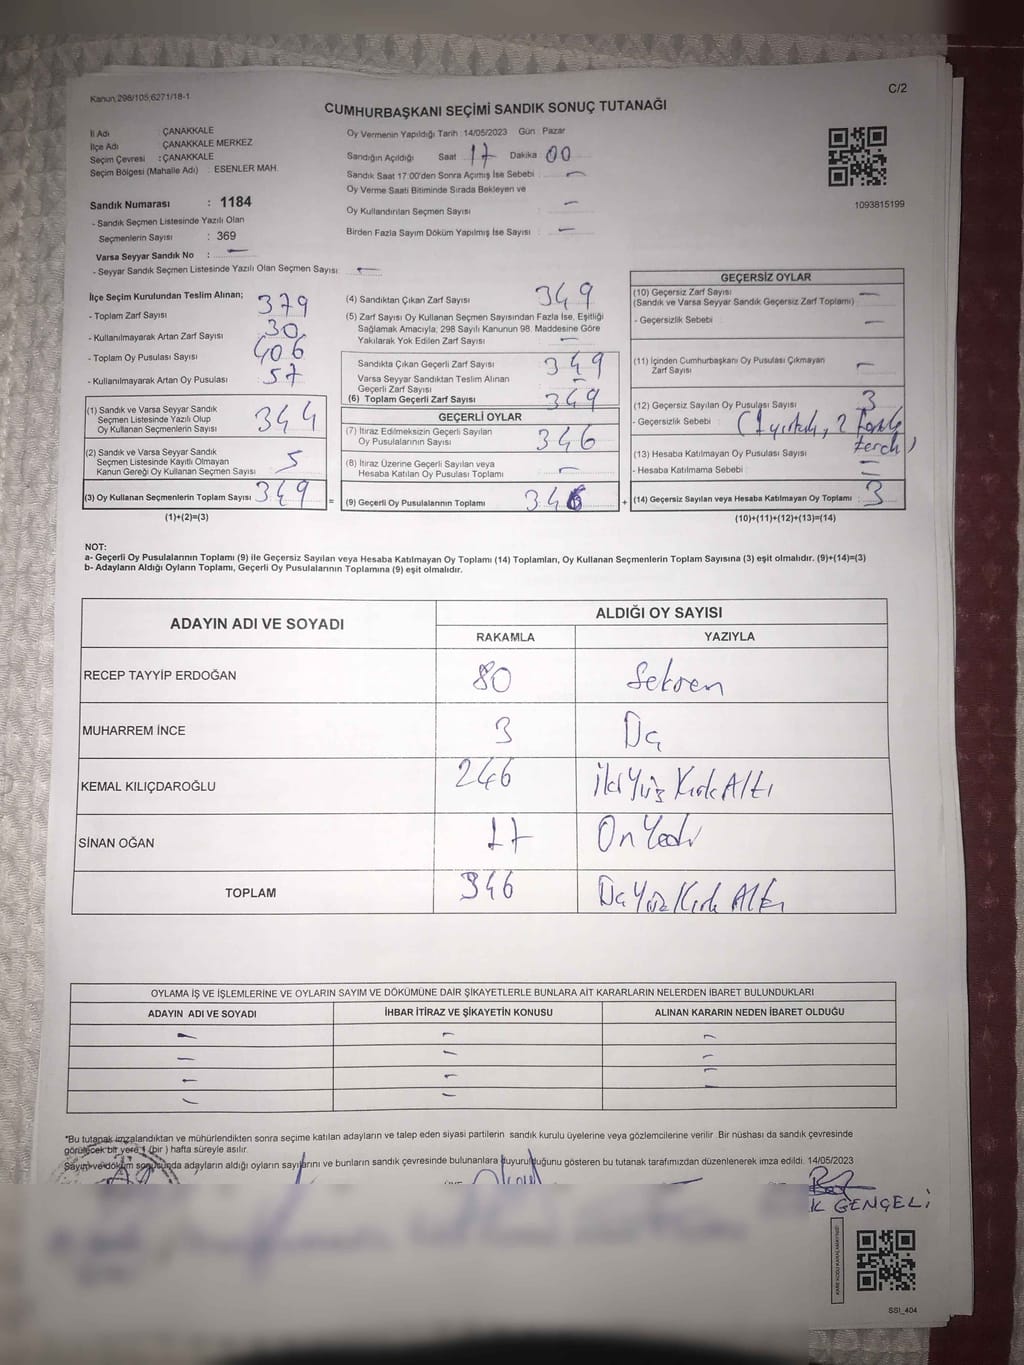 Kanun;298/105;6271/18-1
C/2
CUMHURBAŞKANI SEÇİMİ SANDIK SONUÇ TUTANAĞI
İl Adı : ÇANAKKALE
İlçe Adı : ÇANAKKALE MERKEZ
Seçim Çevresi : ÇANAKKALE
Seçim Bölgesi (Mahalle Adı) : ESENLER MAH.
Sandık Numarası : 1184
- Sandık Seçmen Listesinde Yazılı Olan
Seçmenlerin Sayısı : 369
Varsa Seyyar Sandık No : —
- Seyyar Sandık Seçmen Listesinde Yazılı Olan Seçmen Sayısı: —
Oy Vermenin Yapıldığı Tarih : 14/05/2023 Gün : Pazar
Sandığın Açıldığı Saat 17 Dakika 00
Sandık Saat 17:00'den Sonra Açımış İse Sebebi : —
Oy Verme Saati Bitiminde Sırada Bekleyen ve
Oy Kullandırılan Seçmen Sayısı : —
Birden Fazla Sayım Döküm Yapılmış İse Sayısı : —
1093815199
İlçe Seçim Kurulundan Teslim Alınan;
- Toplam Zarf Sayısı 379
- Kullanılmayarak Artan Zarf Sayısı 30
- Toplam Oy Pusulası Sayısı 406
- Kullanılmayarak Artan Oy Pusulası 57
(1) Sandık ve Varsa Seyyar Sandık
Seçmen Listesinde Yazılı Olup
Oy Kullanan Seçmenlerin Sayısı 344
(2) Sandık ve Varsa Seyyar Sandık
Seçmen Listesinde Kayıtlı Olmayan
Kanun Gereği Oy Kullanan Seçmen Sayısı 5
(3) Oy Kullanan Seçmenlerin Toplam Sayısı 349 =
(1)+(2)=(3)
(4) Sandıktan Çıkan Zarf Sayısı 349
(5) Zarf Sayısı Oy Kullanan Seçmen Sayısından Fazla İse, Eşitliği
Sağlamak Amacıyla, 298 Sayılı Kanunun 98. Maddesine Göre
Yakılarak Yok Edilen Zarf Sayısı —
Sandıkta Çıkan Geçerli Zarf Sayısı 349
Varsa Seyyar Sandıktan Teslim Alınan
Geçerli Zarf Sayısı —
(6) Toplam Geçerli Zarf Sayısı 349
GEÇERLİ OYLAR
(7) İtiraz Edilmeksizin Geçerli Sayılan
Oy Pusulalarının Sayısı 346
(8) İtiraz Üzerine Geçerli Sayılan veya
Hesaba Katılan Oy Pusulası Toplamı —
(9) Geçerli Oy Pusulalarının Toplamı 346 +
GEÇERSİZ OYLAR
(10) Geçersiz Zarf Sayısı
(Sandık ve Varsa Seyyar Sandık Geçersiz Zarf Toplamı) —
- Geçersizlik Sebebi : —
(11) İçinden Cumhurbaşkanı Oy Pusulası Çıkmayan
Zarf Sayısı —
(12) Geçersiz Sayılan Oy Pusulası Sayısı 3
- Geçersizlik Sebebi : (1 yırtık, 2 fazla
tercih)
(13) Hesaba Katılmayan Oy Pusulası Sayısı —
- Hesaba Katılmama Sebebi : —
(14) Geçersiz Sayılan veya Hesaba Katılmayan Oy Toplamı : 3
(10)+(11)+(12)+(13)=(14)
NOT:
a- Geçerli Oy Pusulalarının Toplamı (9) ile Geçersiz Sayılan veya Hesaba Katılmayan Oy Toplamı (14) Toplamları, Oy Kullanan Seçmenlerin Toplam Sayısına (3) eşit olmalıdır. (9)+(14)=(3)
b- Adayların Aldığı Oyların Toplamı, Geçerli Oy Pusulalarının Toplamına (9) eşit olmalıdır.
ADAYIN ADI VE SOYADI ALDIĞI OY SAYISI
RAKAMLA YAZIYLA
RECEP TAYYİP ERDOĞAN 80 Seksen
MUHARREM İNCE 3 Üç
KEMAL KILIÇDAROĞLU 246 İki Yüz Kırk Altı
SİNAN OĞAN 17 On Yedi
TOPLAM 346 Üç Yüz Kırk Altı
OYLAMA İŞ VE İŞLEMLERİNE VE OYLARIN SAYIM VE DÖKÜMÜNE DAİR ŞİKAYETLERLE BUNLARA AİT KARARLARIN NELERDEN İBARET BULUNDUKLARI
ADAYIN ADI VE SOYADI İHBAR İTİRAZ VE ŞİKAYETİN KONUSU ALINAN KARARIN NEDEN İBARET OLDUĞU
— — —
— — —
— — —
— — —
"Bu tutanak imzalandıktan ve mühürlendikten sonra seçime katılan adayların ve talep eden siyasi partilerin sandık kurulu üyelerine veya gözlemcilerine verilir. Bir nüshası da sandık çevresinde
görülecek bir yere 1 (bir) hafta süreyle asılır.
Sayım ve döküm sonucunda adayların aldığı oyların sayılarını ve bunların sandık çevresinde bulunanlara duyurulduğunu gösteren bu tutanak tarafımızdan düzenlenerek imza edildi. 14/05/2023
GENÇELİ
SSİ_404